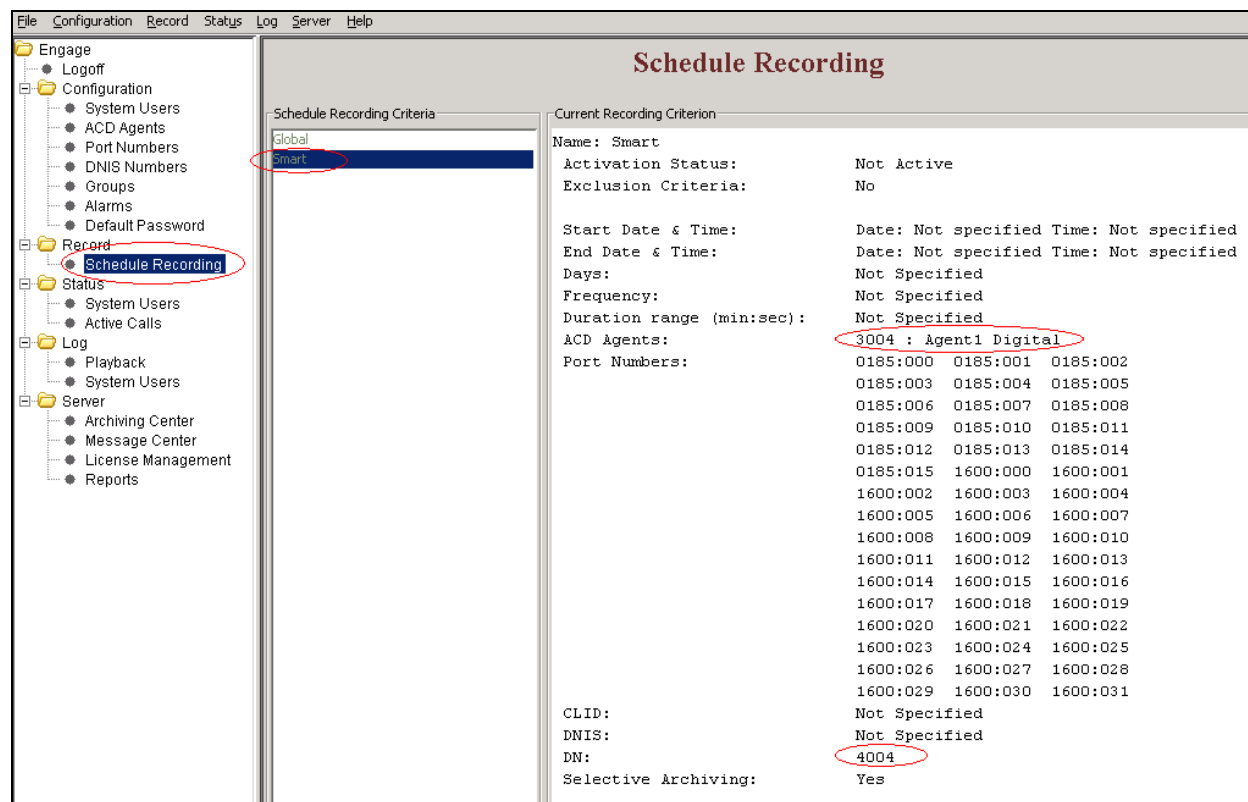 File Configuration Record Status Log Server Help
Engage
Logoff
Configuration
System Users
ACD Agents
Port Numbers
DNIS Numbers
Groups
Alarms
Default Password
Record
Schedule Recording
Status
System Users
Active Calls
Log
Playback
System Users
Server
Archiving Center
Message Center
License Management
Reports
Schedule Recording
Schedule Recording Criteria
Global
Smart
Current Recording Criterion
Name: Smart
Activation Status: Not Active
Exclusion Criteria: No
Start Date & Time: Date: Not specified Time: Not specified
End Date & Time: Date: Not specified Time: Not specified
Days: Not Specified
Frequency: Not Specified
Duration range (min:sec): Not Specified
ACD Agents: 3004 : Agent1 Digital
Port Numbers: 0185:000 0185:001 0185:002
0185:003 0185:004 0185:005
0185:006 0185:007 0185:008
0185:009 0185:010 0185:011
0185:012 0185:013 0185:014
0185:015 1600:000 1600:001
1600:002 1600:003 1600:004
1600:005 1600:006 1600:007
1600:008 1600:009 1600:010
1600:011 1600:012 1600:013
1600:014 1600:015 1600:016
1600:017 1600:018 1600:019
1600:020 1600:021 1600:022
1600:023 1600:024 1600:025
1600:026 1600:027 1600:028
1600:029 1600:030 1600:031
CLID: Not Specified
DNIS: Not Specified
DN: 4004
Selective Archiving: Yes